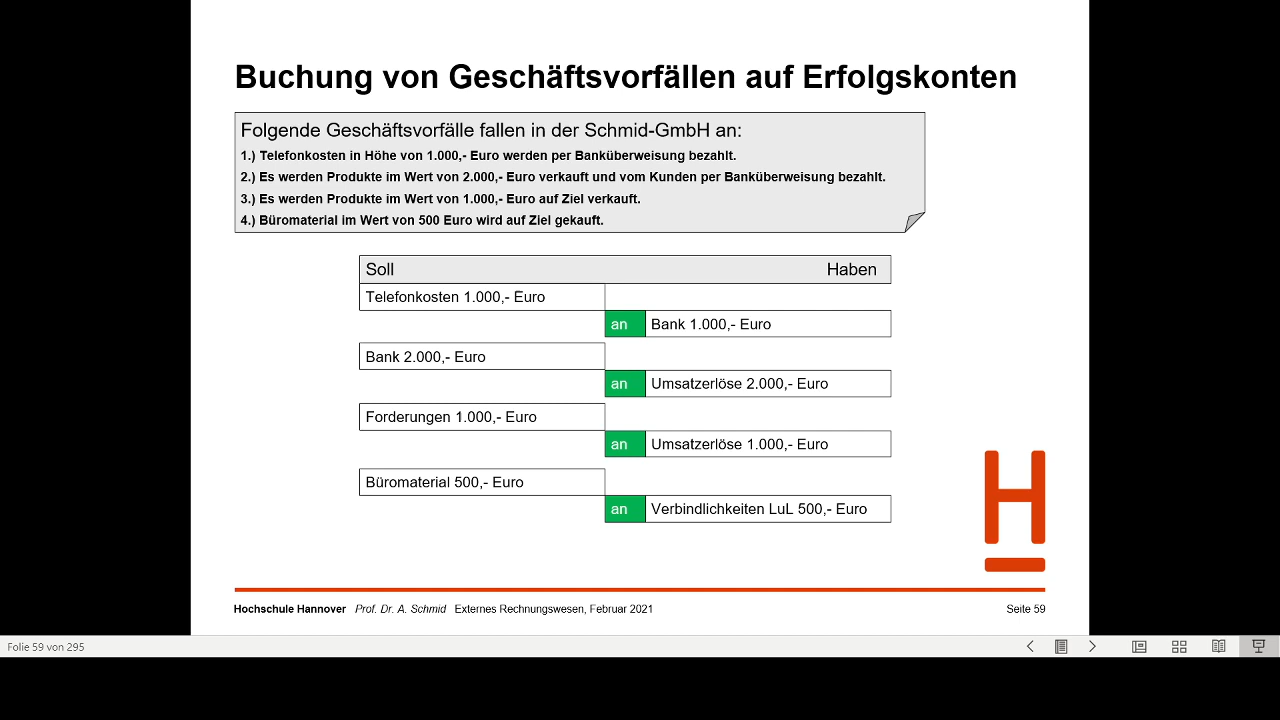 Buchung von Geschäftsvorfällen auf Erfolgskonten
Folgende Geschäftsvorfälle fallen in der Schmid-GmbH an:
1.) Telefonkosten in Höhe von 1.000,- Euro werden per Banküberweisung bezahlt.
2.) Es werden Produkte im Wert von 2.000,- Euro verkauft und vom Kunden per Banküberweisung bezahlt.
3.) Es werden Produkte im Wert von 1.000,- Euro auf Ziel verkauft.
4.) Büromaterial im Wert von 500 Euro wird auf Ziel gekauft.
Soll Haben
Telefonkosten 1.000,- Euro
an Bank 1.000,- Euro
Bank 2.000,- Euro
an Umsatzerlöse 2.000,- Euro
Forderungen 1.000,- Euro
an Umsatzerlöse 1.000,- Euro
Büromaterial 500,- Euro
an Verbindlichkeiten LuL 500,- Euro
H
Hochschule Hannover Prof. Dr. A. Schmid Externes Rechnungswesen, Februar 2021 Seite 59
Folie 59 von 295